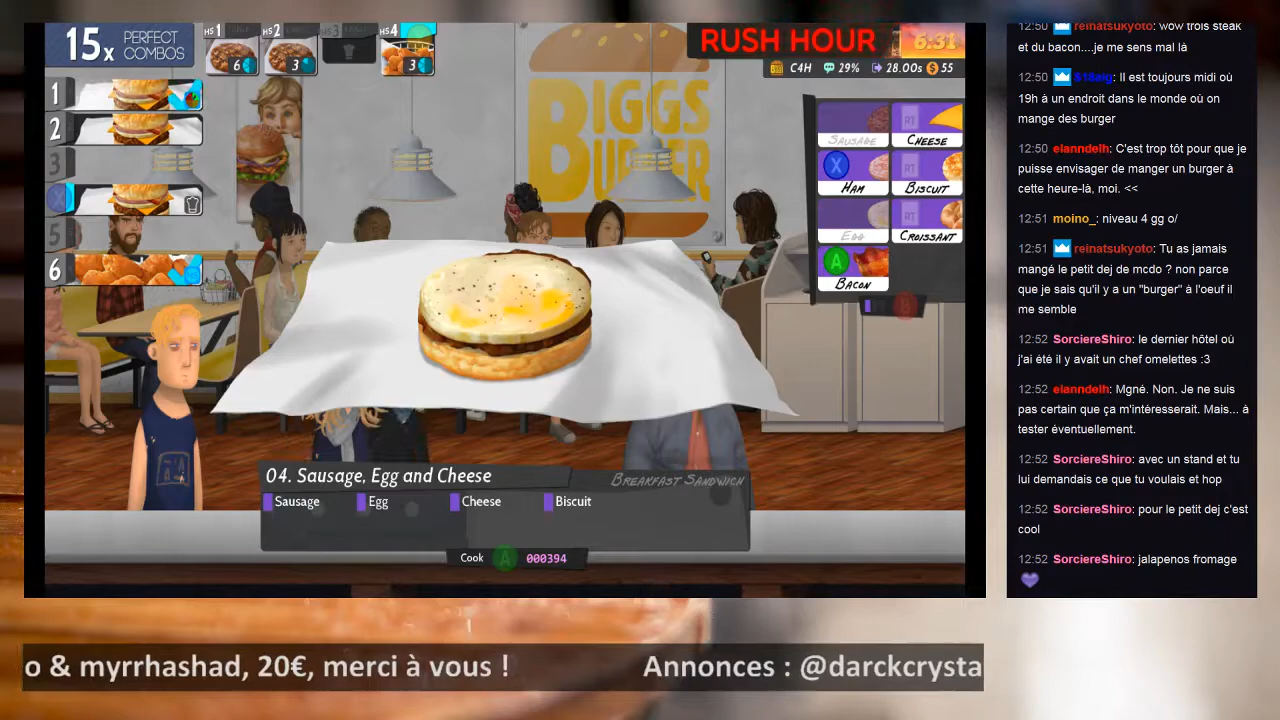 15x PERFECT COMBOS
HS1
6
HS2
3
HS3
HS4
3
RUSH HOUR
6.31
C4H 29% 28.00s $ 55
1
2
3
5
6
BIGGS
BURGER
SAUSAGE
RT CHEESE
X HAM
RT BISCUIT
EGG
RT CROISSANT
A BACON
B
04. Sausage, Egg and Cheese
BREAKFAST SANDWICH
Sausage Egg Cheese Biscuit
Cook A 000394
12:50 reinatsukyoto: wow trois steak
et du bacon....je me sens mal là
12:50 S18alg: Il est toujours midi où
19h à un endroit dans le monde où on
mange des burger
12:50 elanndelh: C'est trop tôt pour que je
puisse envisager de manger un burger à
cette heure-là, moi. <<
12:51 moino_: niveau 4 gg o/
12:51 reinatsukyoto: Tu as jamais
mangé le petit dej de mcdo ? non parce
que je sais qu'il y a un "burger" à l'oeuf il
me semble
12:52 SorciereShiro: le dernier hôtel où
j'ai été il y avait un chef omelettes :3
12:52 elanndelh: Mgné. Non. Je ne suis
pas certain que ça m'intéresserait. Mais... à
tester éventuellement.
12:52 SorciereShiro: avec un stand et tu
lui demandais ce que tu voulais et hop
12:52 SorciereShiro: pour le petit dej c'est
cool
12:52 SorciereShiro: jalapenos fromage
o & myrrhashad, 20€, merci à vous ! Annonces : @darckcrysta